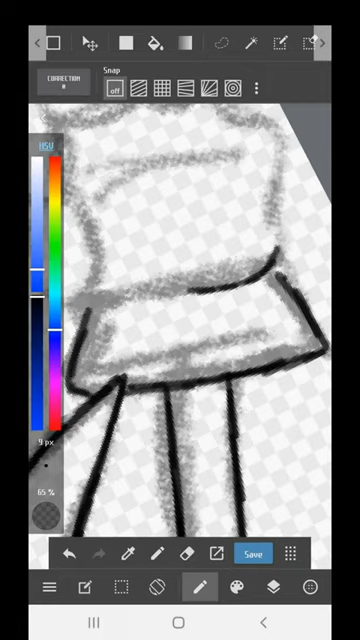 Snap
CORRECTION
off
HSV
9 px
65 %
Save